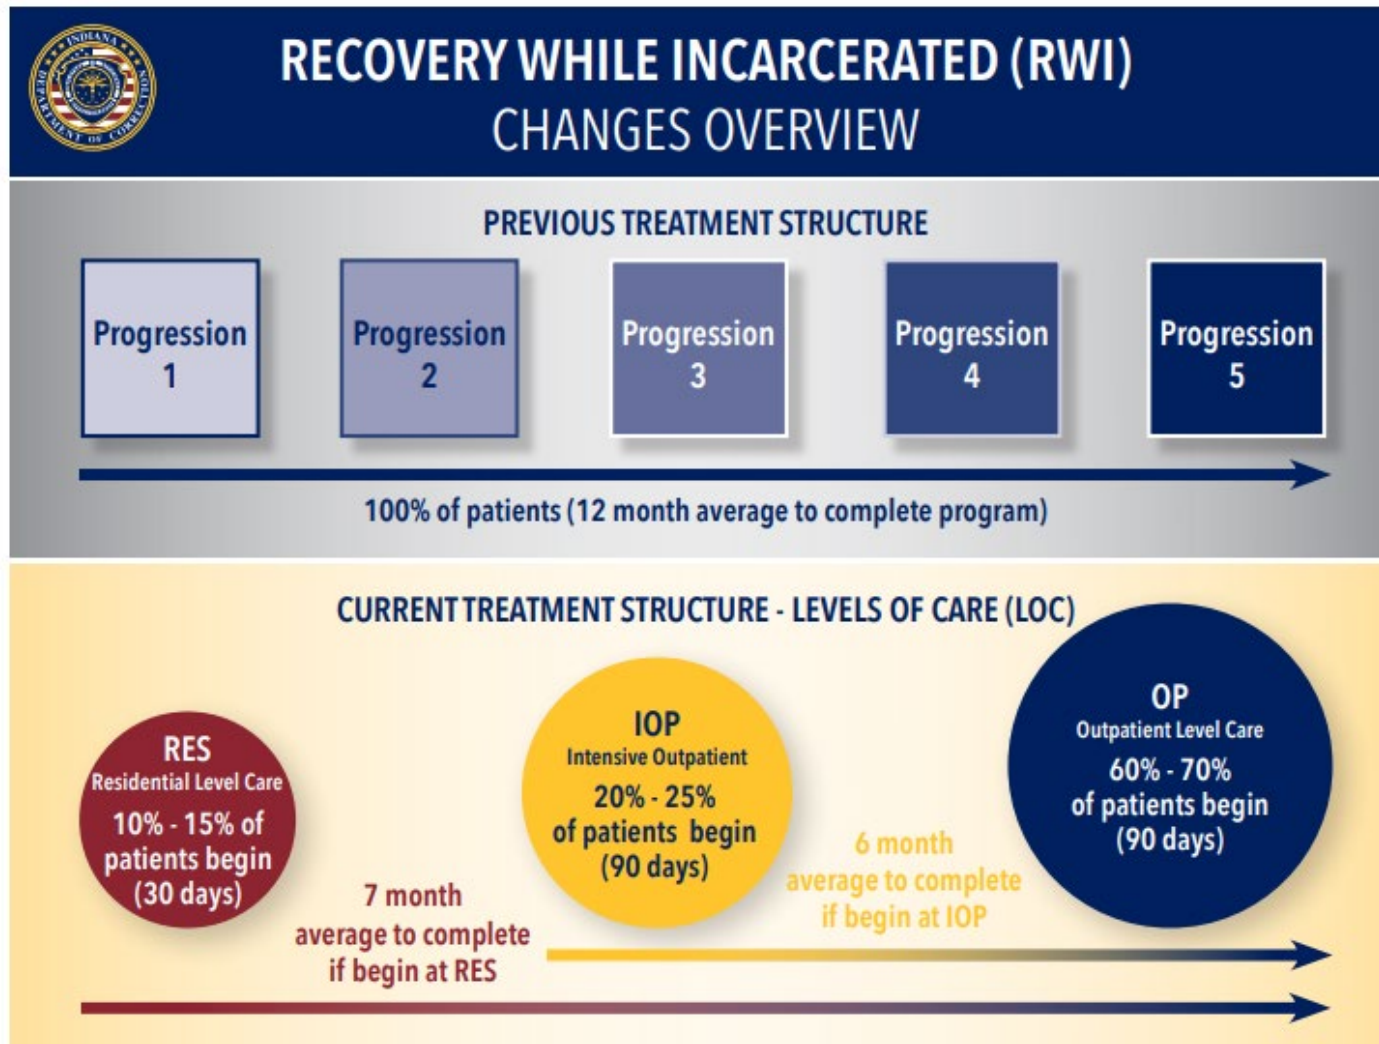 INDIANA
DEPARTMENT OF CORRECTION
RECOVERY WHILE INCARCERATED (RWI)
CHANGES OVERVIEW
PREVIOUS TREATMENT STRUCTURE
Progression
1
Progression
2
Progression
3
Progression
4
Progression
5
100% of patients (12 month average to complete program)
CURRENT TREATMENT STRUCTURE - LEVELS OF CARE (LOC)
RES
Residential Level Care
10% - 15% of
patients begin
(30 days)
7 month
average to complete
if begin at RES
IOP
Intensive Outpatient
20% - 25%
of patients begin
(90 days)
6 month
average to complete
if begin at IOP
OP
Outpatient Level Care
60% - 70%
of patients begin
(90 days)